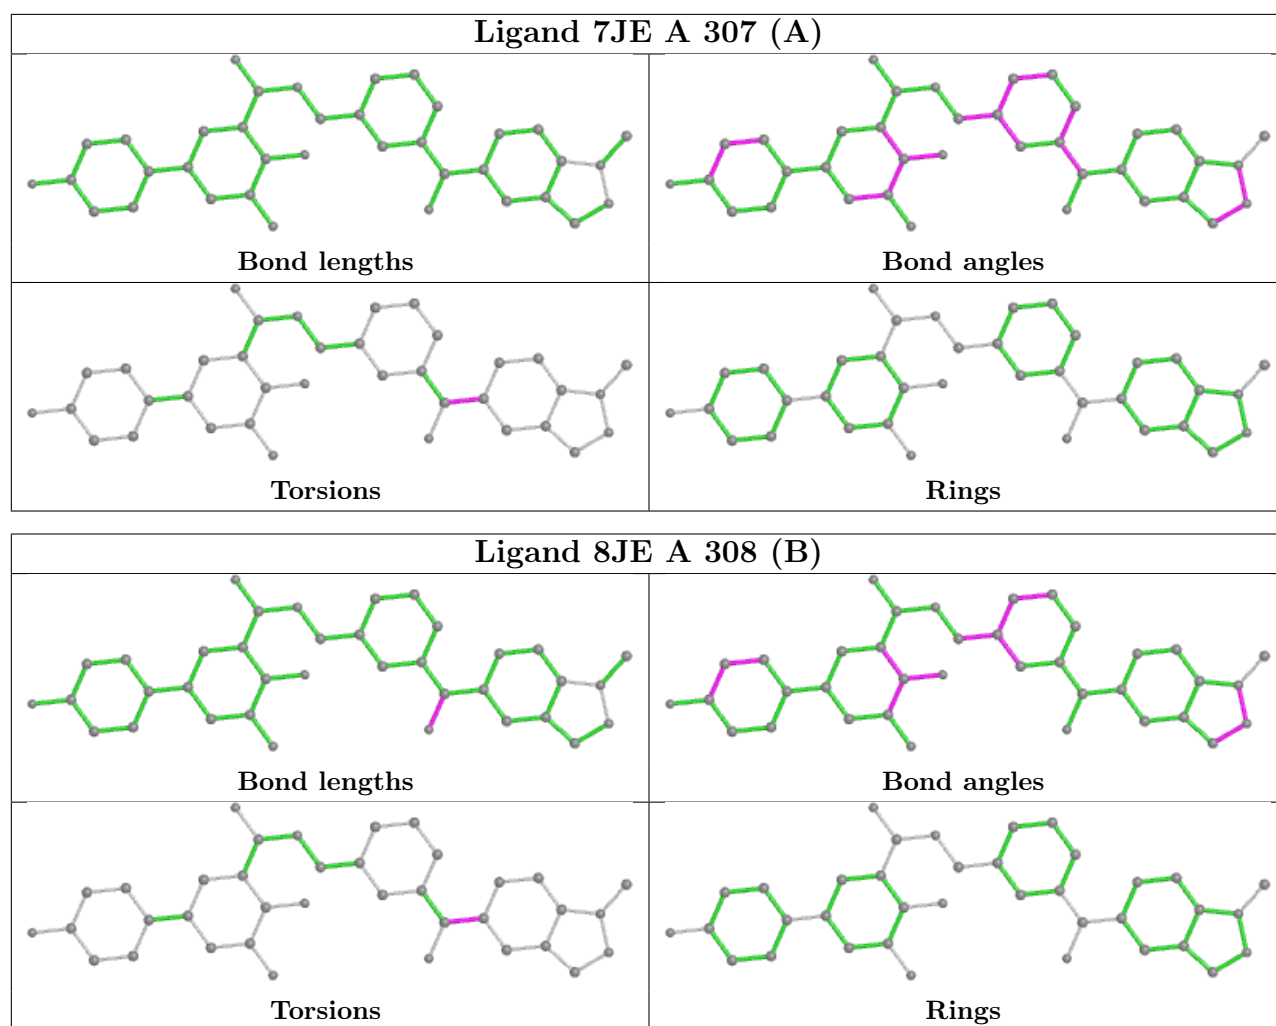 Ligand 7JE A 307 (A)
Bond lengths
Bond angles
Torsions
Rings
Ligand 8JE A 308 (B)
Bond lengths
Bond angles
Torsions
Rings